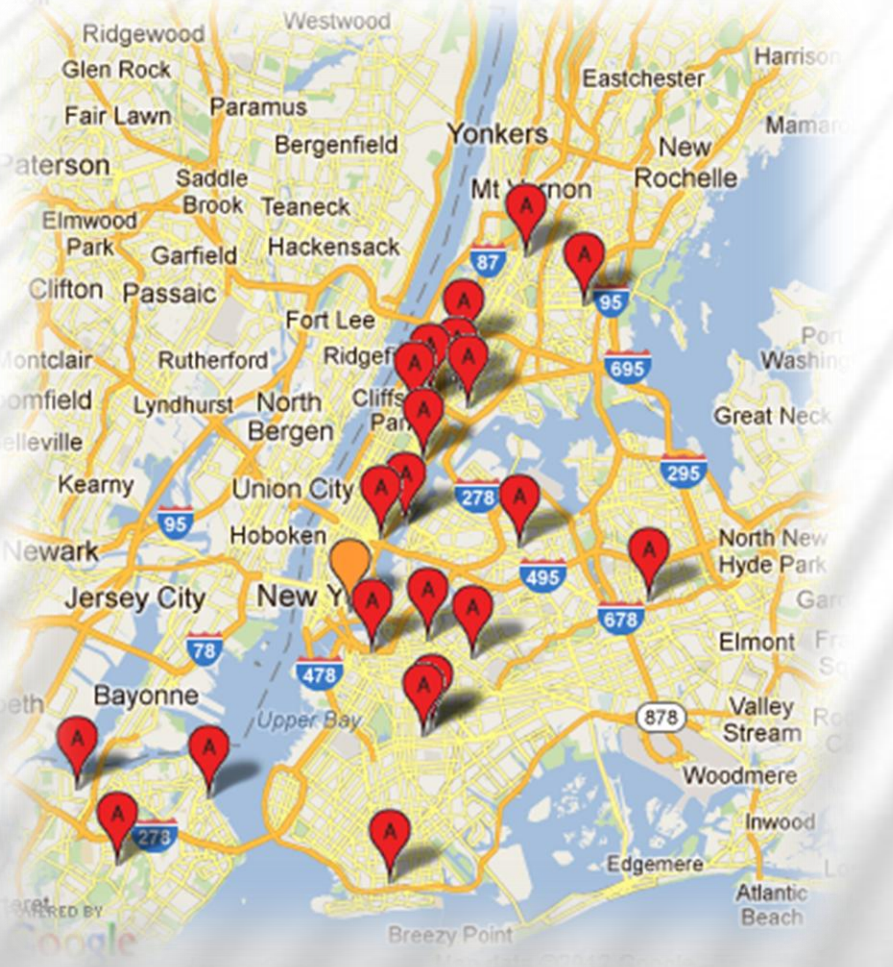 Westwood
Ridgewood
Harrison
Glen Rock
Eastchester
Paramus
Fair Lawn
Yonkers
Bergenfield
New
Rochelle
Paterson
Saddle
Brook
Mt Vernon
Teaneck
Elmwood
Park
Hackensack
Garfield
87
A
A
Clifton
Passaic
95
A
Fort Lee
A
A
A
Rutherford
695
Lyndhurst
North
Bergen
A
Great Neck
Kearny
Union City
A
A
278
A
295
95
Hoboken
Newark
A
North New
Hyde Park
495
Jersey City
New Y
A
A
A
678
78
Elmont
478
A
Bayonne
Upper Bay
878
Valley
Stream
A
A
Woodmere
A
278
A
Inwood
Edgemere
Atlantic
Beach
POWERED BY
Google
Breezy Point